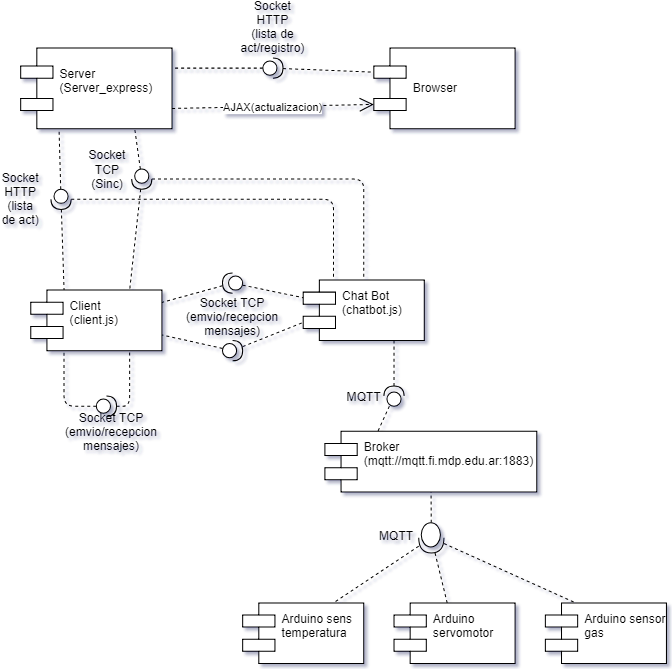 Socket
HTTP
(lista de
act/registro)
Server
(Server_express)
Browser
AJAX(actualizacion)
Socket
TCP
(Sinc)
Socket
HTTP
(lista
de act)
Client
(client.js)
Socket TCP
(emvio/recepcion
mensajes)
Chat Bot
(chatbot.js)
Socket TCP
(emvio/recepcion
mensajes)
MQTT
Broker
(mqtt://mqtt.fi.mdp.edu.ar:1883)
MQTT
Arduino sens
temperatura
Arduino
servomotor
Arduino sensor
gas